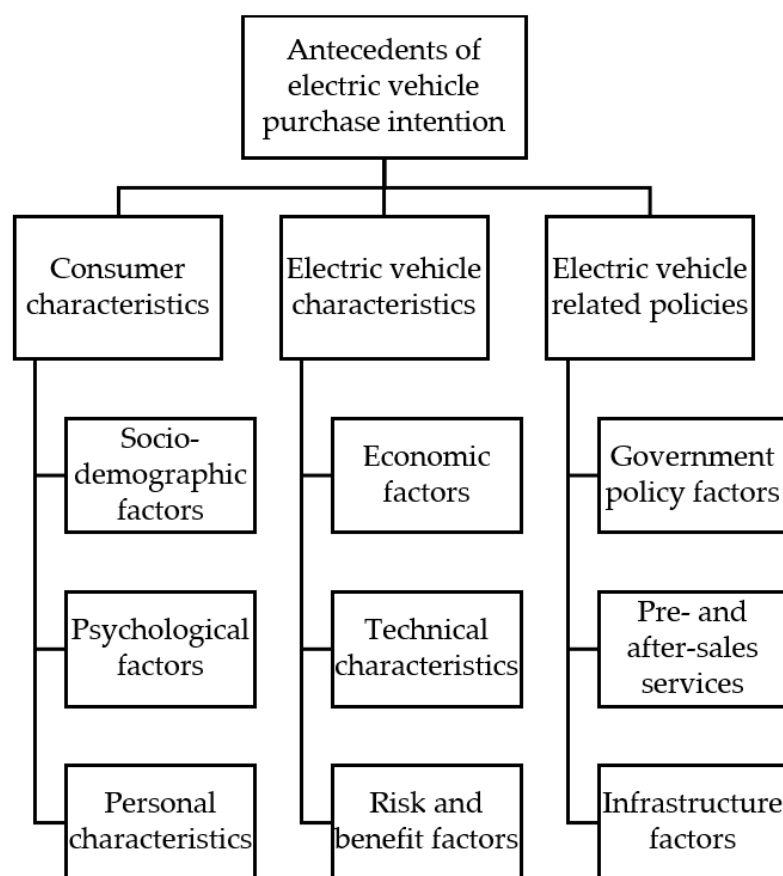 Antecedents of
electric vehicle
purchase intention
Consumer
characteristics
Electric vehicle
characteristics
Electric vehicle
related policies
Socio-
demographic
factors
Economic
factors
Government
policy factors
Psychological
factors
Technical
characteristics
Pre- and
after-sales
services
Personal
characteristics
Risk and
benefit factors
Infrastructure
factors